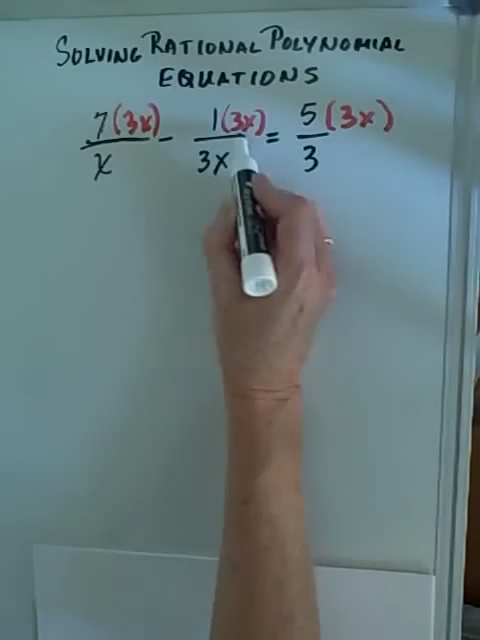 SOLVING RATIONAL POLYNOMIAL
EQUATIONS
7(3x)/x - 1(3x)/3x = 5(3x)/3